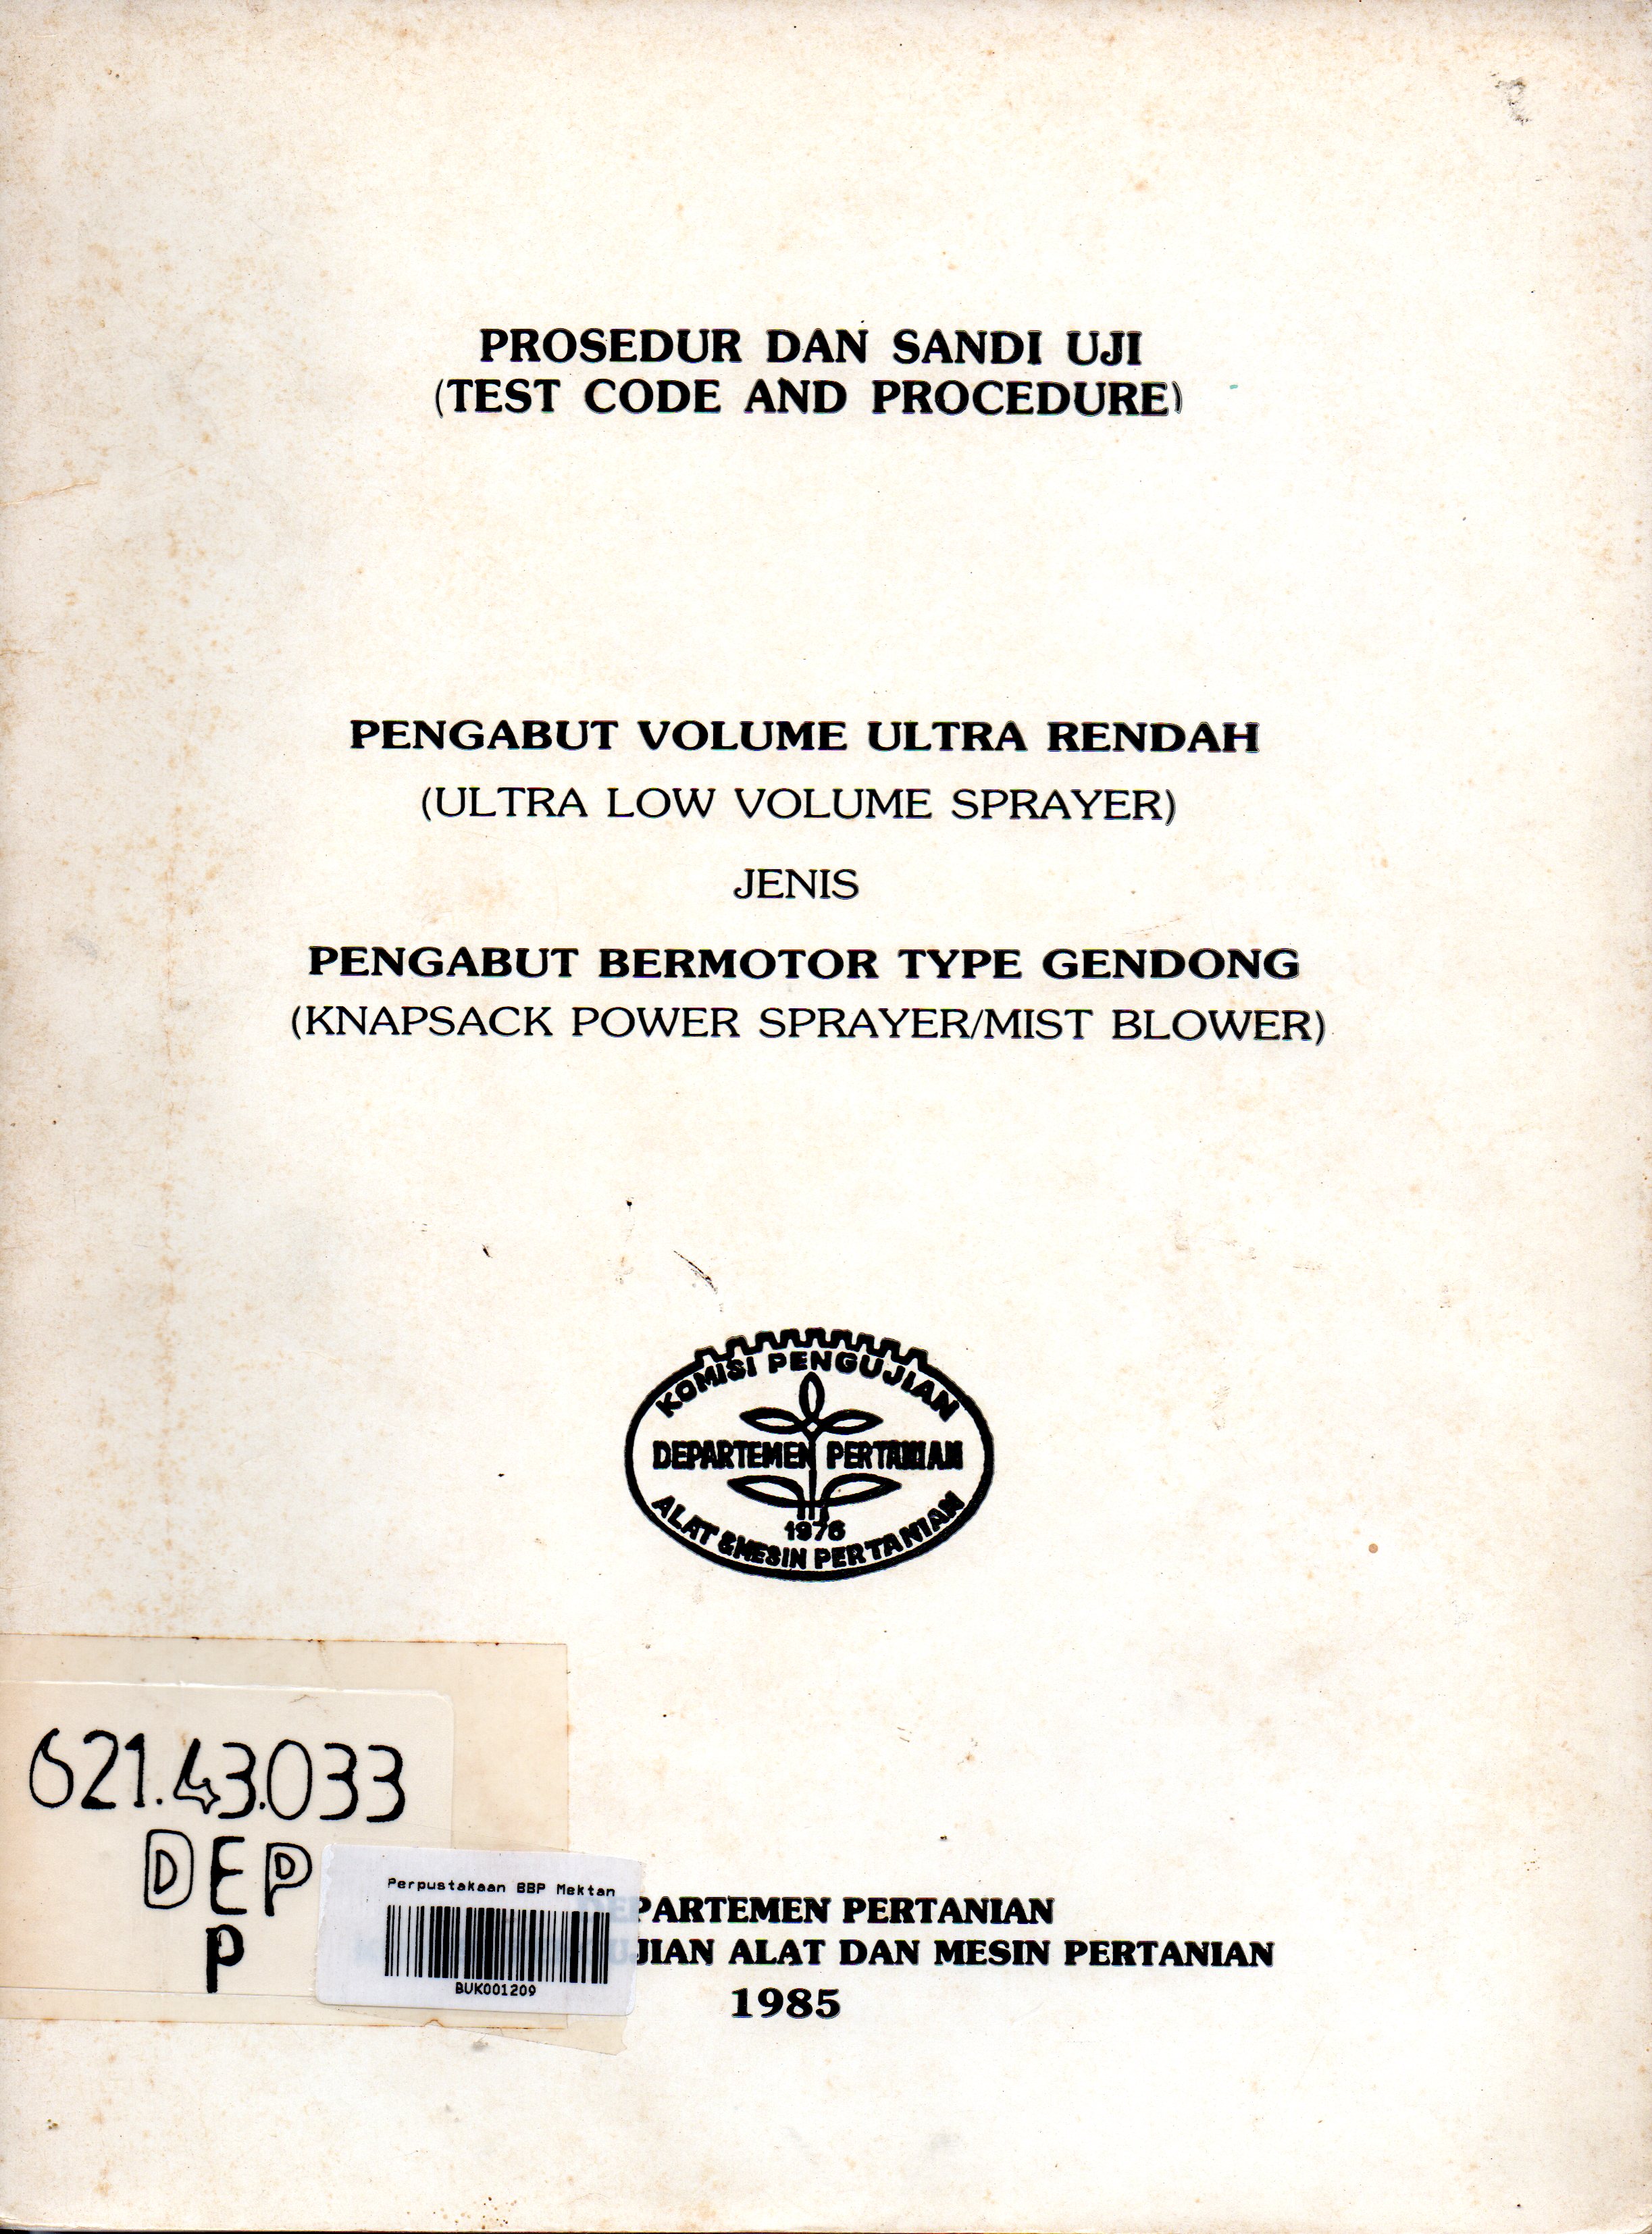 PROSEDUR DAN SANDI UJI
(TEST CODE AND PROCEDURE)
PENGABUT VOLUME ULTRA RENDAH
(ULTRA LOW VOLUME SPRAYER)
JENIS
PENGABUT BERMOTOR TYPE GENDONG
(KNAPSACK POWER SPRAYER/MIST BLOWER)
KOMISI PENGUJIAN
DEPARTEMEN PERTANIAN
1976
ALAT & MESIN PERTANIAN
621.43.033
DEP
P
Perpustakaan BBP Mektan
BUK001209
DEPARTEMEN PERTANIAN
UJIAN ALAT DAN MESIN PERTANIAN
1985